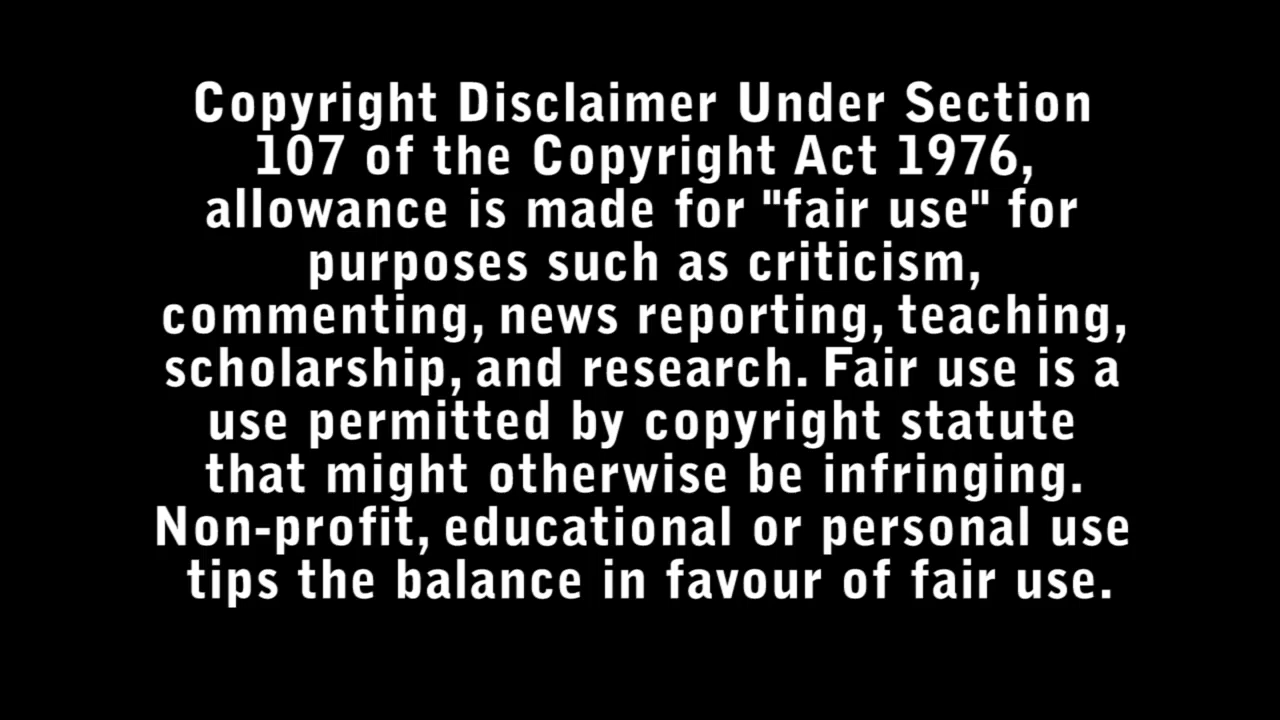 Copyright Disclaimer Under Section
107 of the Copyright Act 1976,
allowance is made for "fair use" for
purposes such as criticism,
commenting, news reporting, teaching,
scholarship, and research. Fair use is a
use permitted by copyright statute
that might otherwise be infringing.
Non-profit, educational or personal use
tips the balance in favour of fair use.